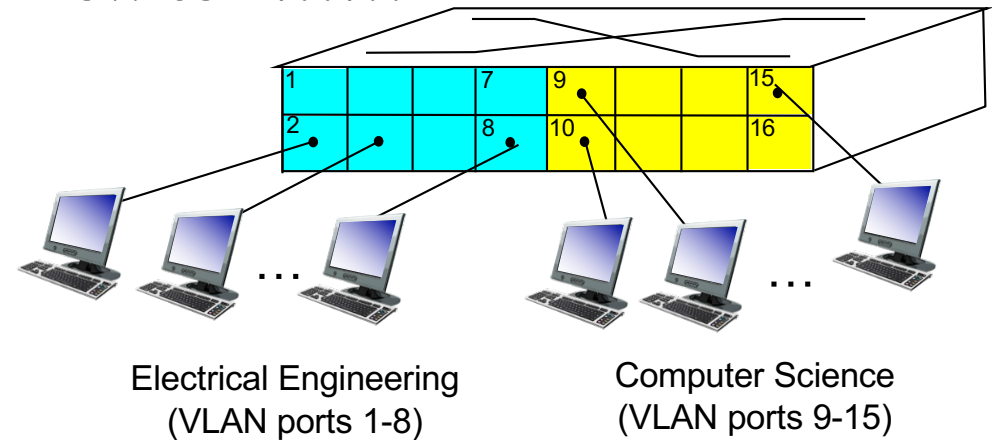 1 7 9 15
2 8 10 16
… …
Electrical Engineering
(VLAN ports 1-8)
Computer Science
(VLAN ports 9-15)